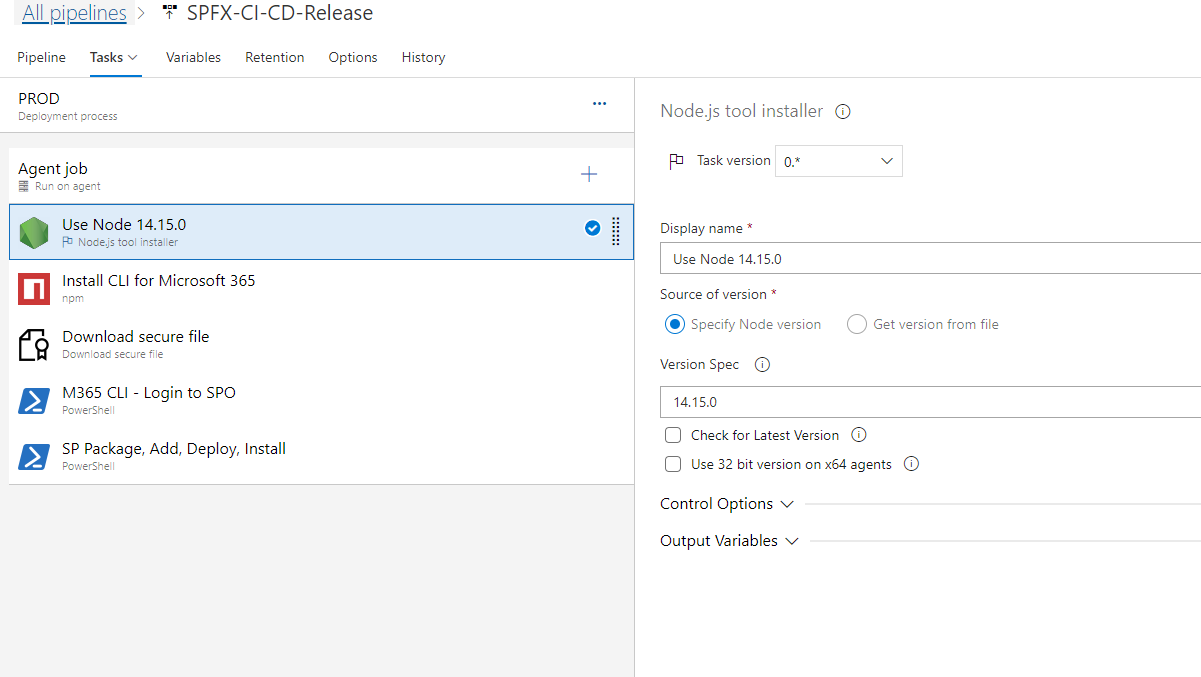 All pipelines > SPFX-CI-CD-Release
Pipeline Tasks Variables Retention Options History
PROD
Deployment process
...
Agent job
Run on agent
Use Node 14.15.0
Node.js tool installer
Install CLI for Microsoft 365
npm
Download secure file
Download secure file
M365 CLI - Login to SPO
PowerShell
SP Package, Add, Deploy, Install
PowerShell
Node.js tool installer
Task version 0.*
Display name *
Use Node 14.15.0
Source of version *
Specify Node version Get version from file
Version Spec
14.15.0
Check for Latest Version
Use 32 bit version on x64 agents
Control Options
Output Variables